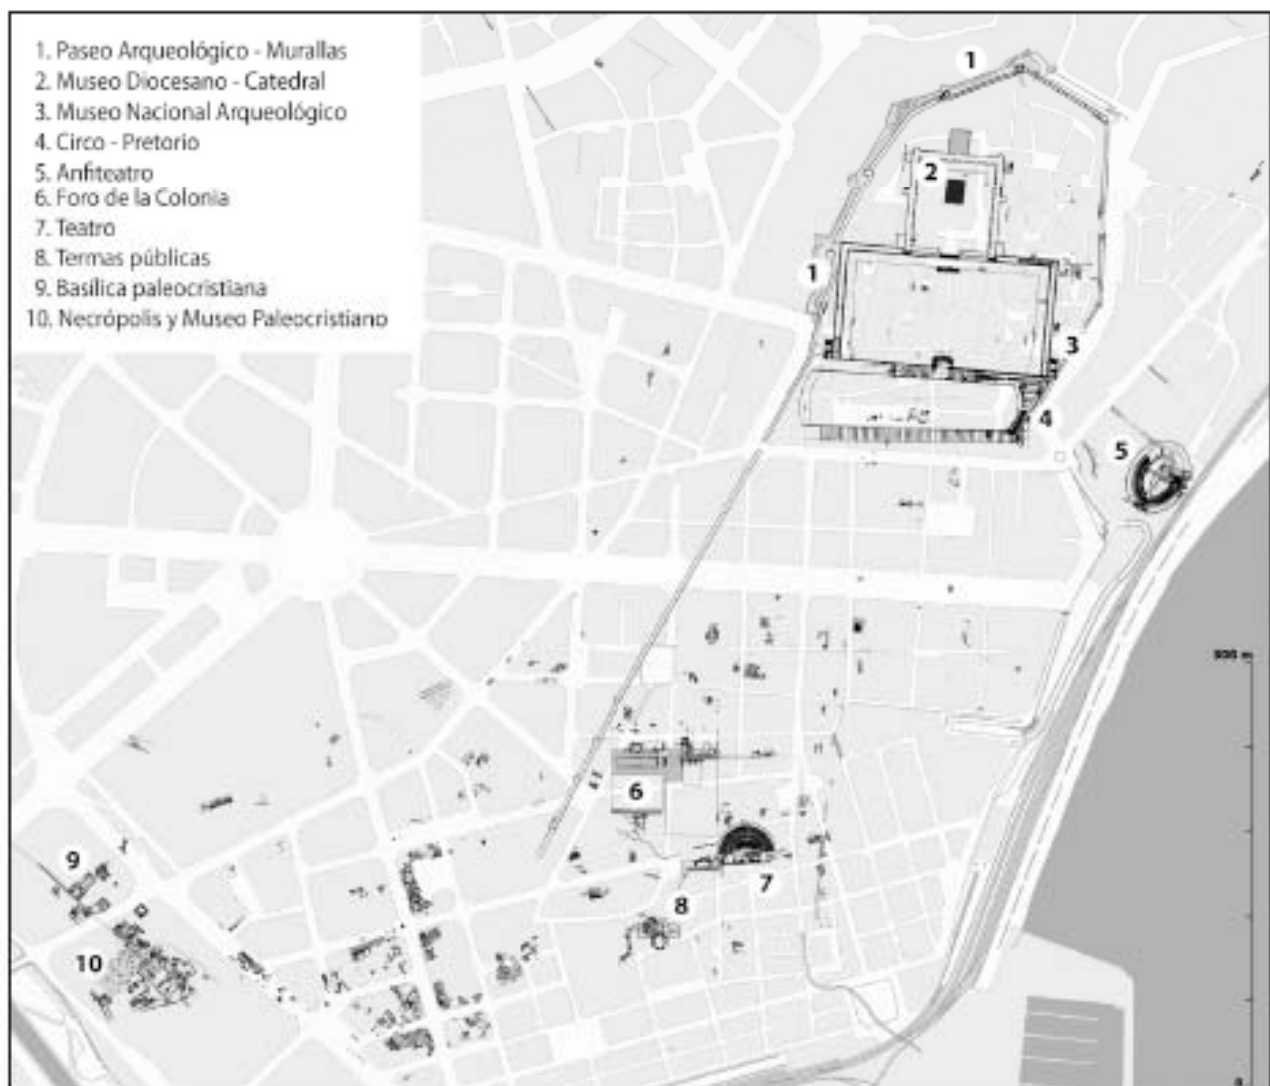 1. Paseo Arqueológico - Murallas
2. Museo Diocesano - Catedral
3. Museo Nacional Arqueológico
4. Circo - Pretorio
5. Anfiteatro
6. Foro de la Colonia
7. Teatro
8. Termas públicas
9. Basílica paleocristiana
10. Necrópolis y Museo Paleocristiano
1
2
1
3
4
5
6
9
7
8
10
0